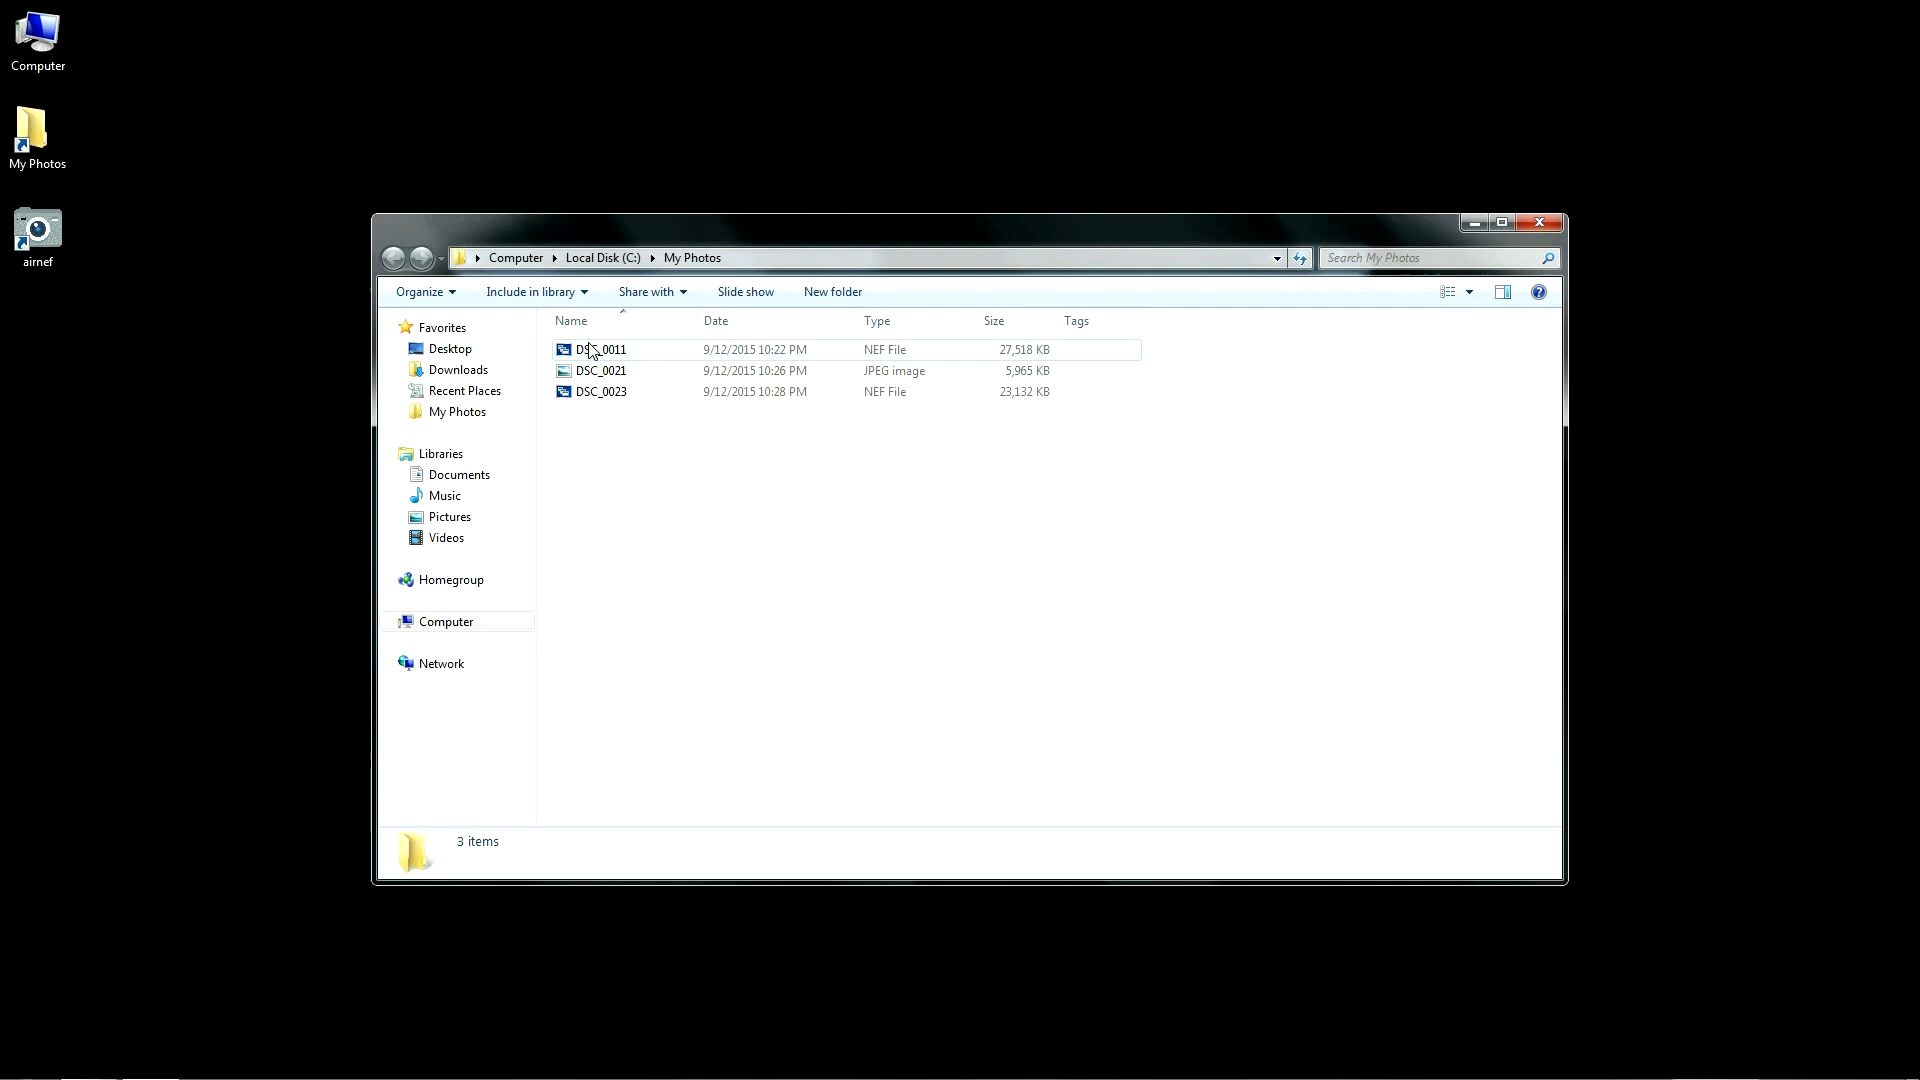 Computer
My Photos
airnef
Computer Local Disk (C:) My Photos
Search My Photos
Organize Include in library Share with Slide show New folder
Name Date Type Size Tags
DSC_0011 9/12/2015 10:22 PM NEF File 27,518 KB
DSC_0021 9/12/2015 10:26 PM JPEG image 5,965 KB
DSC_0023 9/12/2015 10:28 PM NEF File 23,132 KB
Favorites
Desktop
Downloads
Recent Places
My Photos
Libraries
Documents
Music
Pictures
Videos
Homegroup
Computer
Network
3 items